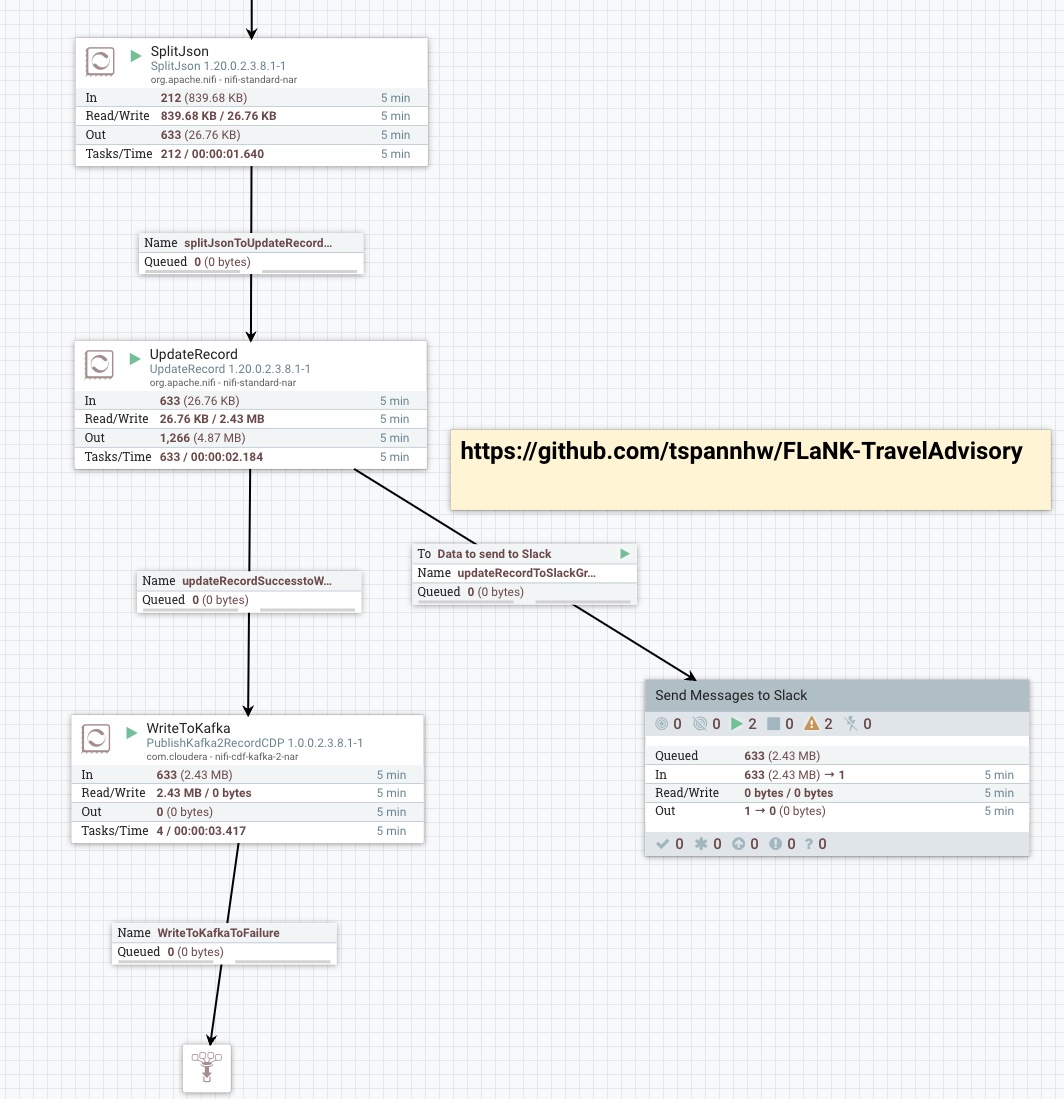 SplitJson
SplitJson 1.20.0.2.3.8.1-1
org.apache.nifi - nifi-standard-nar
In 212 (839.68 KB) 5 min
Read/Write 839.68 KB / 26.76 KB 5 min
Out 633 (26.76 KB) 5 min
Tasks/Time 212 / 00:00:01.640 5 min
Name splitJsonToUpdateRecord...
Queued 0 (0 bytes)
UpdateRecord
UpdateRecord 1.20.0.2.3.8.1-1
org.apache.nifi - nifi-standard-nar
In 633 (26.76 KB) 5 min
Read/Write 26.76 KB / 2.43 MB 5 min
Out 1,266 (4.87 MB) 5 min
Tasks/Time 633 / 00:00:02.184 5 min
https://github.com/tspannhw/FLaNK-TravelAdvisory
To Data to send to Slack
Name updateRecordToSlackGr...
Queued 0 (0 bytes)
Name updateRecordSuccesstoW...
Queued 0 (0 bytes)
Send Messages to Slack
0 0 2 0 2 0
Queued 633 (2.43 MB)
In 633 (2.43 MB) → 1 5 min
Read/Write 0 bytes / 0 bytes 5 min
Out 1 → 0 (0 bytes) 5 min
0 0 0 0 ? 0
WriteToKafka
PublishKafka2RecordCDP 1.0.0.2.3.8.1-1
com.cloudera - nifi-cdf-kafka-2-nar
In 633 (2.43 MB) 5 min
Read/Write 2.43 MB / 0 bytes 5 min
Out 0 (0 bytes) 5 min
Tasks/Time 4 / 00:00:03.417 5 min
Name WriteToKafkaToFailure
Queued 0 (0 bytes)